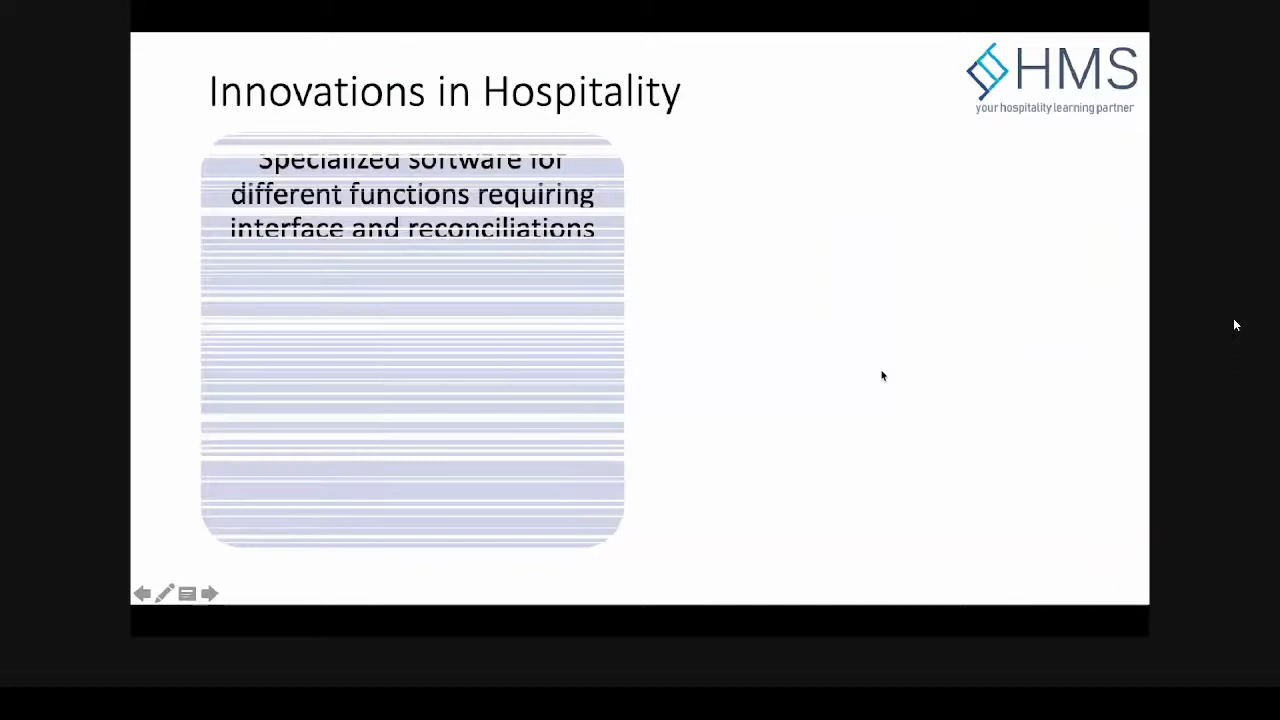 Innovations in Hospitality
HMS
your hospitality learning partner
Specialized software for
different functions requiring
interface and reconciliations